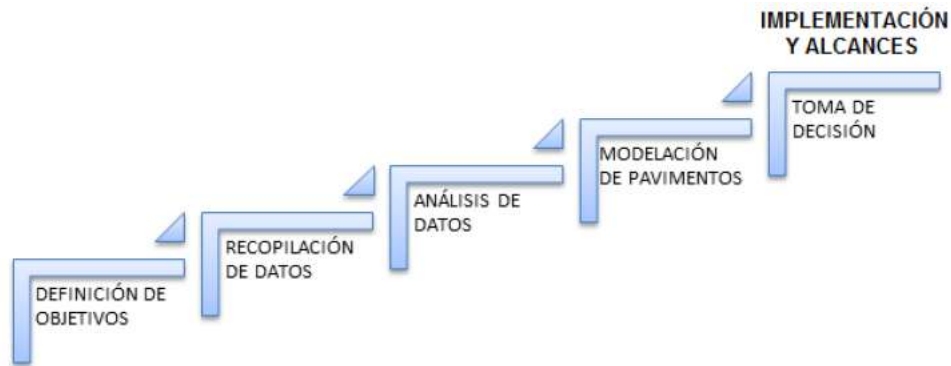 IMPLEMENTACIÓN
Y ALCANCES
TOMA DE
DECISIÓN
MODELACIÓN
DE PAVIMENTOS
ANÁLISIS DE
DATOS
RECOPILACIÓN
DE DATOS
DEFINICIÓN DE
OBJETIVOS